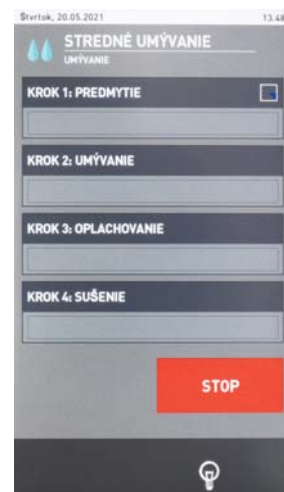 Štvrtok, 20.05.2021
13.48
STREDNÉ UMÝVANIE
UMÝVANIE
KROK 1: PREDMYTIE
KROK 2: UMÝVANIE
KROK 3: OPLACHOVANIE
KROK 4: SUŠENIE
STOP